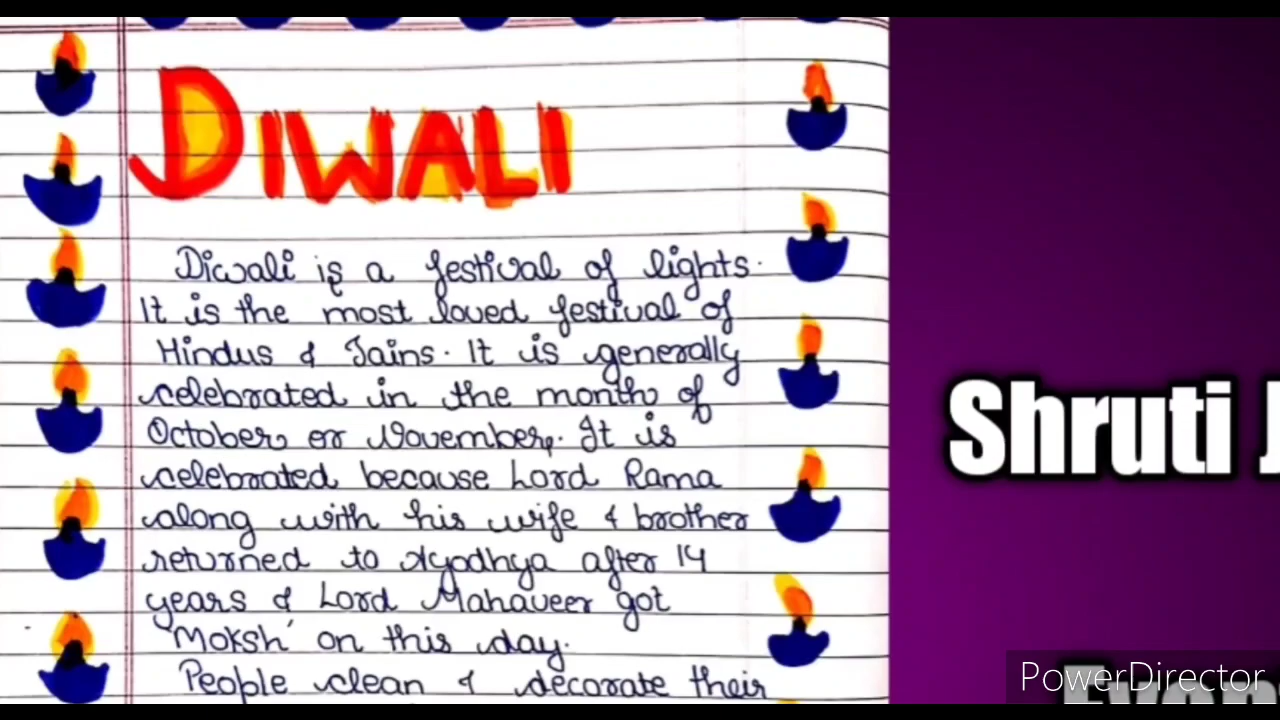 DIWALI
Diwali is a festival of lights.
It is the most loved festival of
Hindus & Jains. It is generally
celebrated in the month of
October or November. It is
celebrated because Lord Rama
along with his wife & brother
returned to Ayodhya after 14
years & Lord Mahaveer got
'Moksh' on this day.
People clean & decorate their
Shruti J
PowerDirector